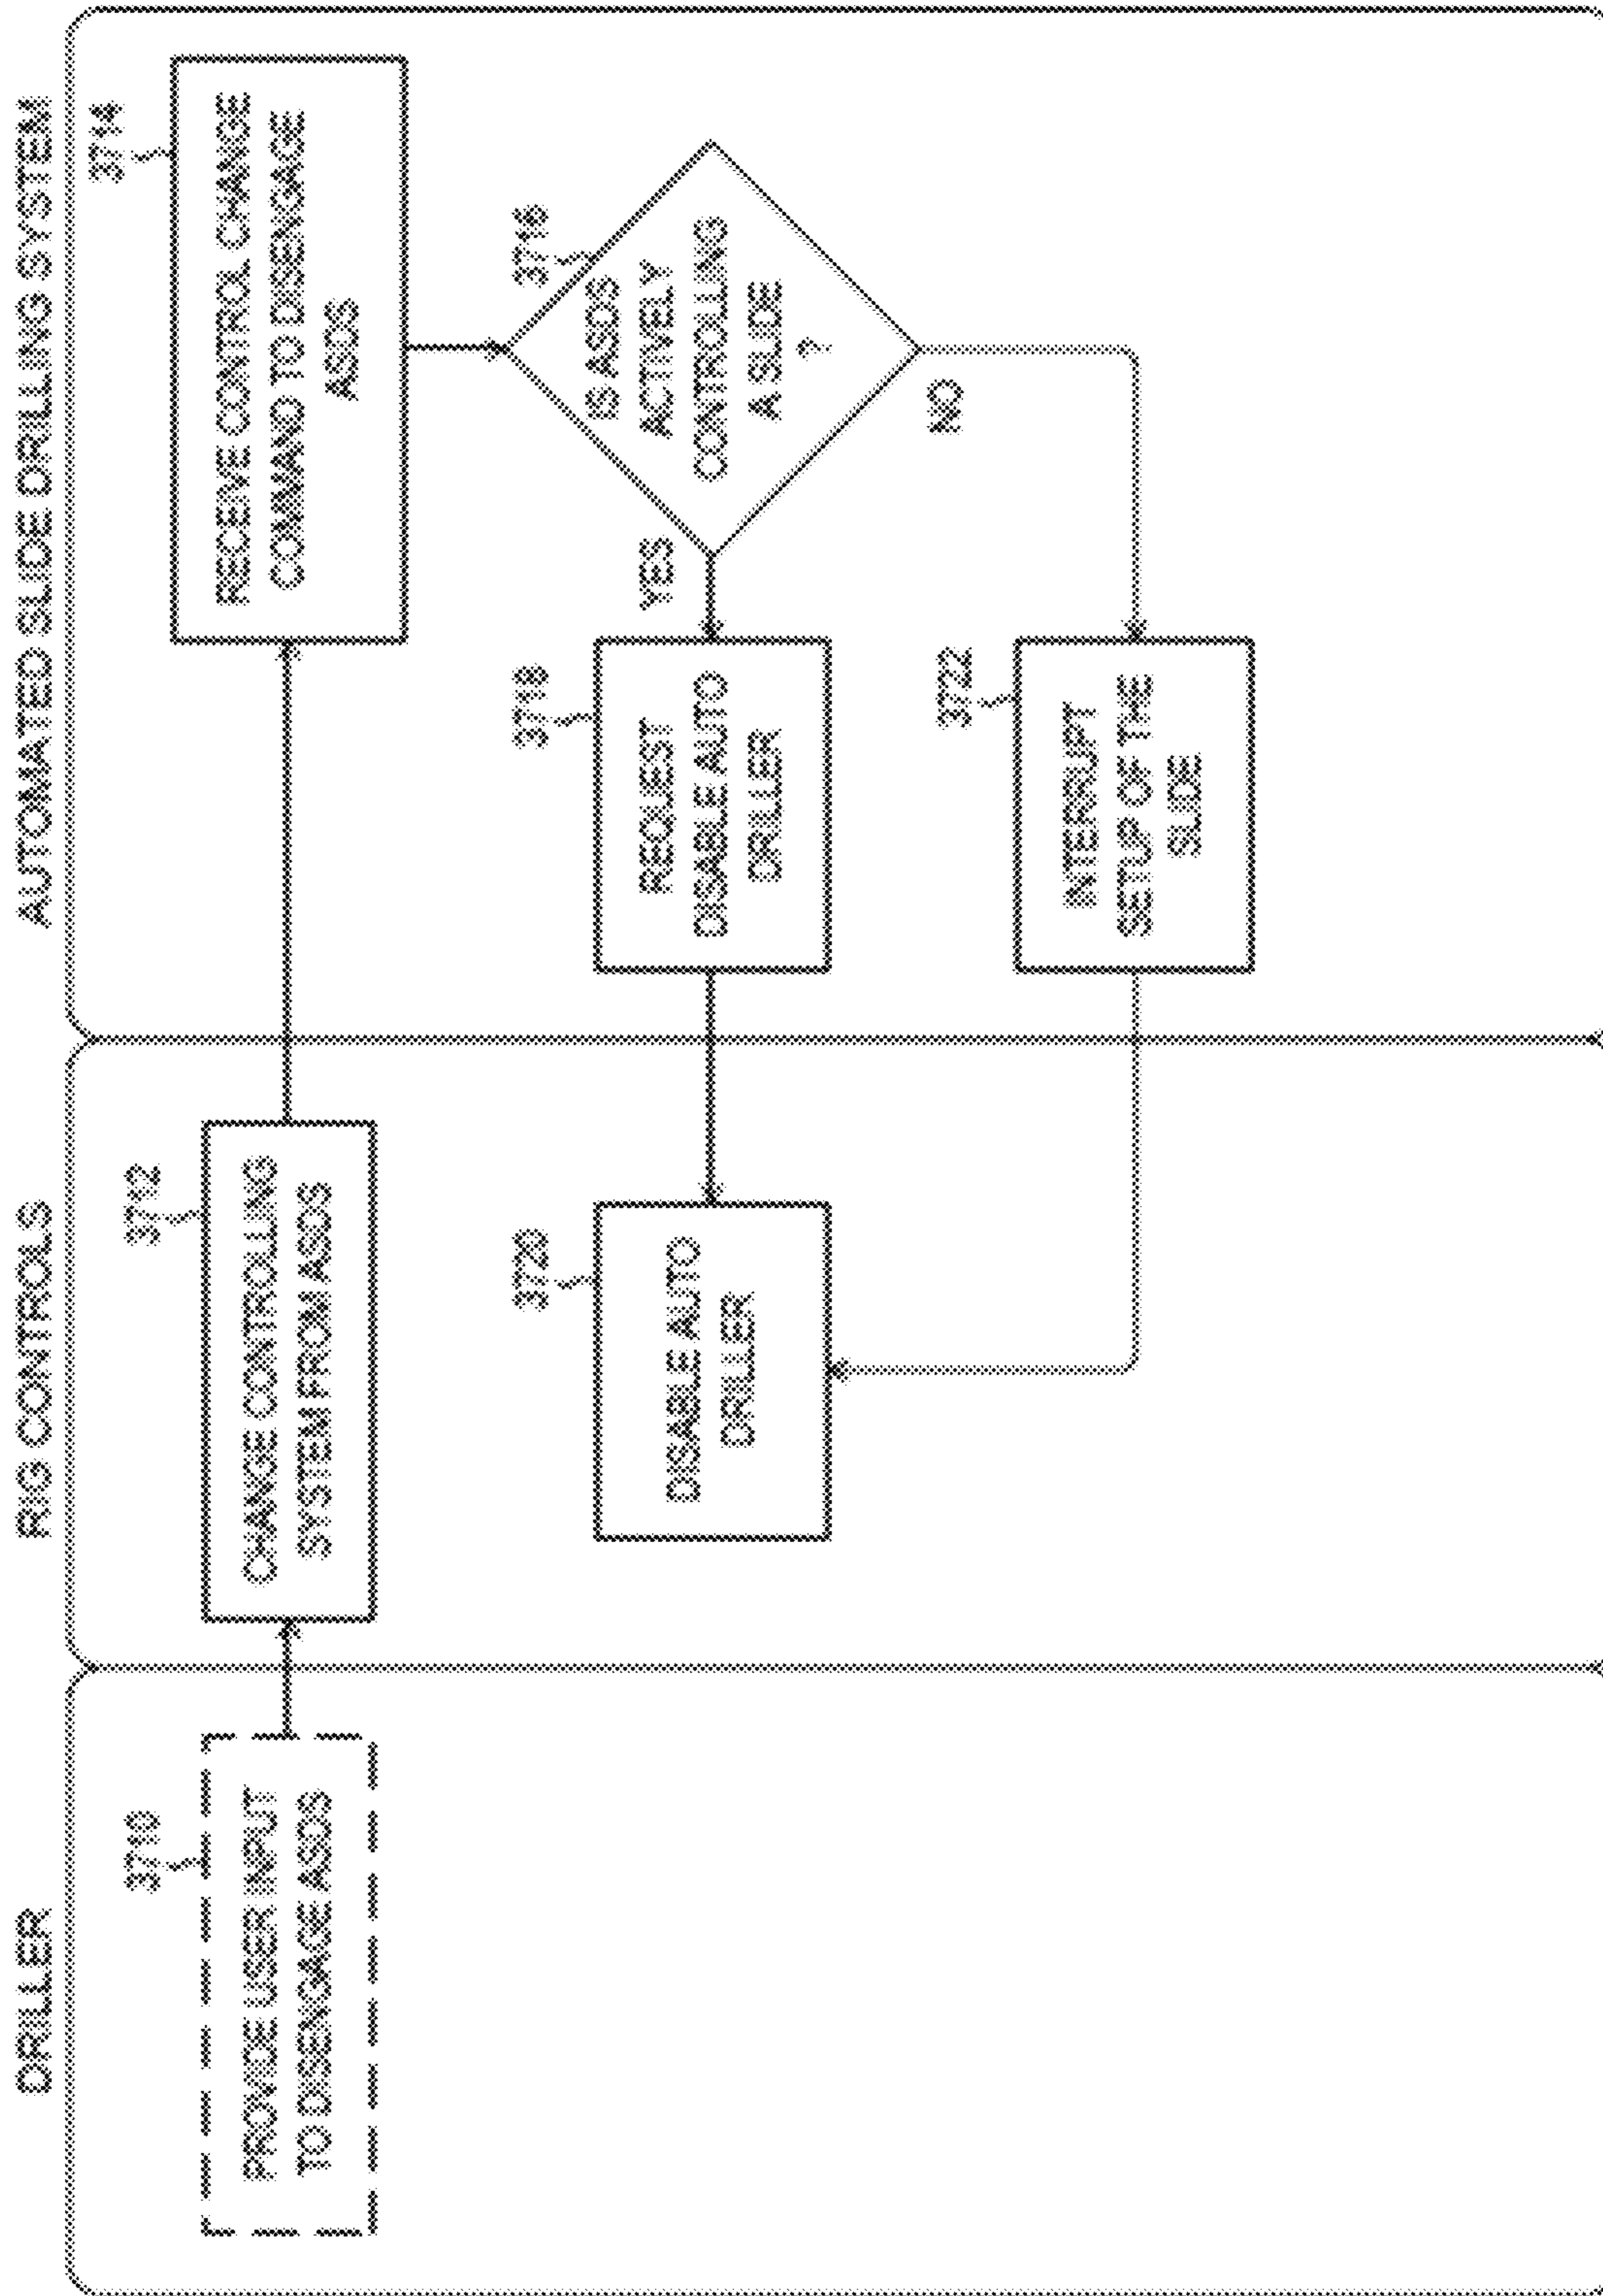 DRILLER
RIG CONTROLS
AUTOMATED SLIDE DRILLING SYSTEM
3710
PROVIDE USER INPUT
TO DISENGAGE ASDS
3712
CHANGE CONTROLLING
SYSTEM FROM ASDS
3714
RECEIVE CONTROL CHANGE
COMMAND TO DISENGAGE
ASDS
3716
IS ASDS
ACTIVELY
CONTROLLING
A SLIDE
?
YES
NO
3718
REQUEST
DISABLE AUTO
DRILLER
3720
DISABLE AUTO
DRILLER
3722
INTERRUPT
SETUP OF THE
SLIDE